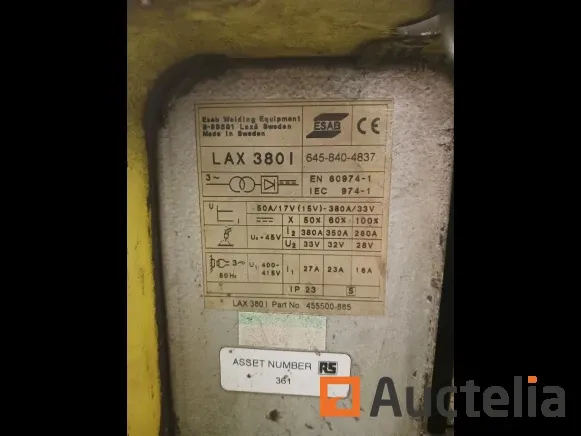 Esab Welding Equipment
S-69581 Laxå Sweden
Made in Sweden
ESAB
CE
LAX 380 I
645-840-4837
3~
EN 60974-1
IEC 974-1
U
50A/17V (15V)-380A/33V
I
X 50% 60% 100%
U₀-45V
I₂ 380A 350A 260A
U₂ 33V 32V 28V
3~
50Hz
U₁ 400-
415V
I₁ 27A 23A 16A
IP 23
S
LAX 380 I Part No. 455500-885
ASSET NUMBER RS
361
Auctelia